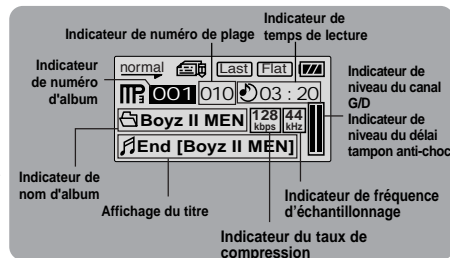 Indicateur de numéro de plage
Indicateur de
temps de lecture
Indicateur
de numéro
d'album
normal Last Flat
MP3 001 010 03 : 20
Boyz II MEN 128 kbps 44 kHz
End [Boyz II MEN]
Indicateur de
niveau du canal
G/D
Indicateur de
niveau du délai
tampon anti-choc
Indicateur de
nom d'album
Affichage du titre
Indicateur de fréquence
d'échantillonnage
Indicateur du taux de
compression